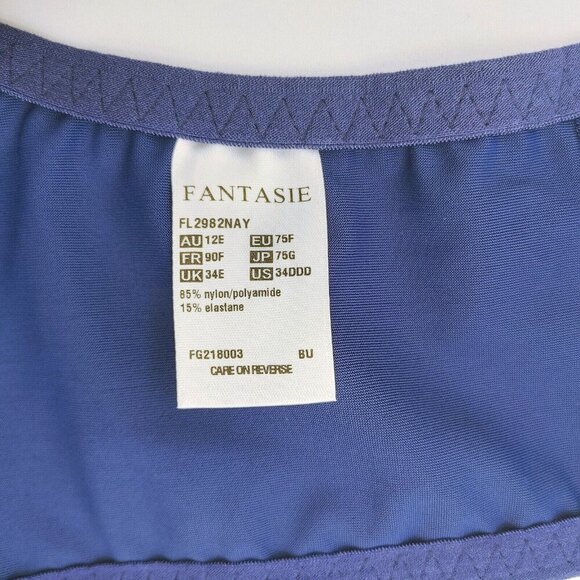 FANTASIE
FL2982NAY
AU 12E EU 75F
FR 90F JP 75G
UK 34E US 34DDD
85% nylon/polyamide
15% elastane
FG218003 BU
CARE ON REVERSE